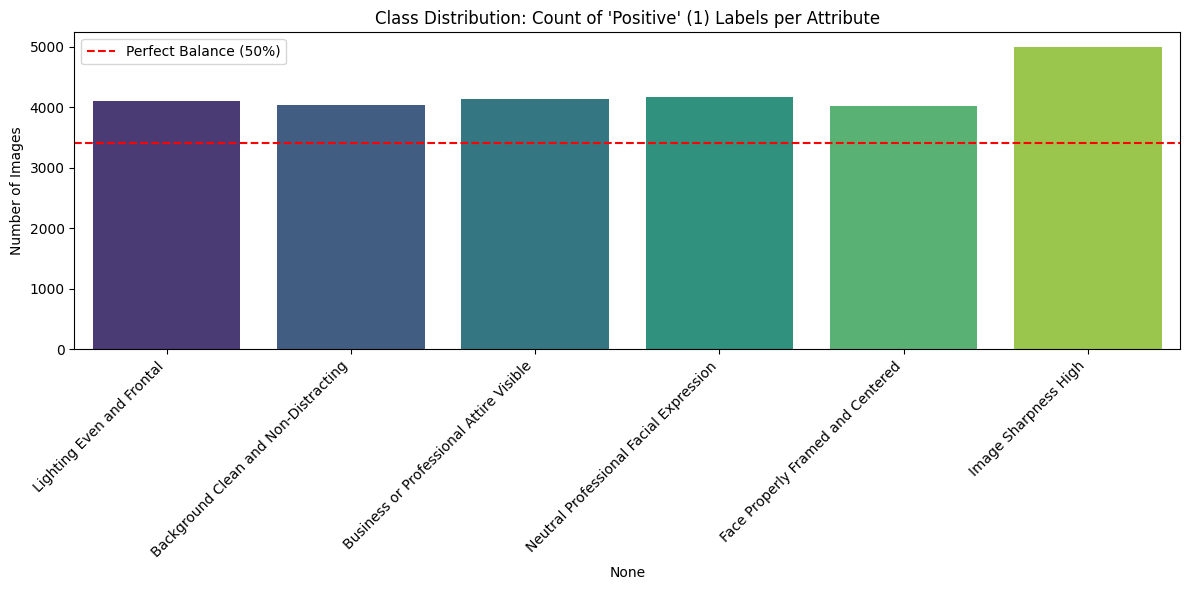 Class Distribution: Count of 'Positive' (1) Labels per Attribute
Perfect Balance (50%)
5000
4000
3000
2000
1000
0
Number of Images
Lighting Even and Frontal
Background Clean and Non-Distracting
Business or Professional Attire Visible
Neutral Professional Facial Expression
Face Properly Framed and Centered
Image Sharpness High
None